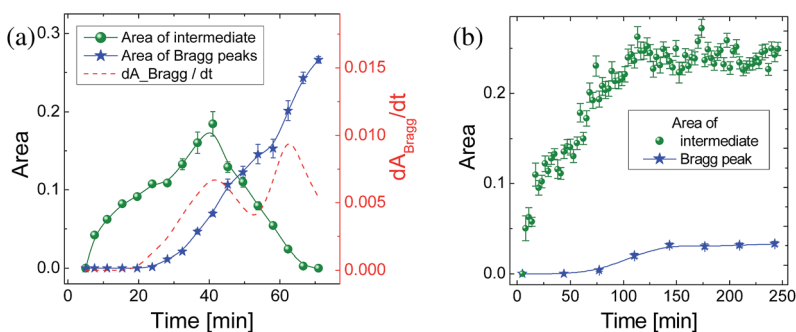 (a)
Area of intermediate
Area of Bragg peaks
dA_Bragg / dt
0.3
0.2
0.1
0.0
Area
0.015
0.010
0.005
0.000
dA_Bragg/dt
0 20 40 60
Time [min]
(b)
0.2
0.1
0.0
Area
Area of
intermediate
Bragg peak
0 50 100 150 200 250
Time [min]